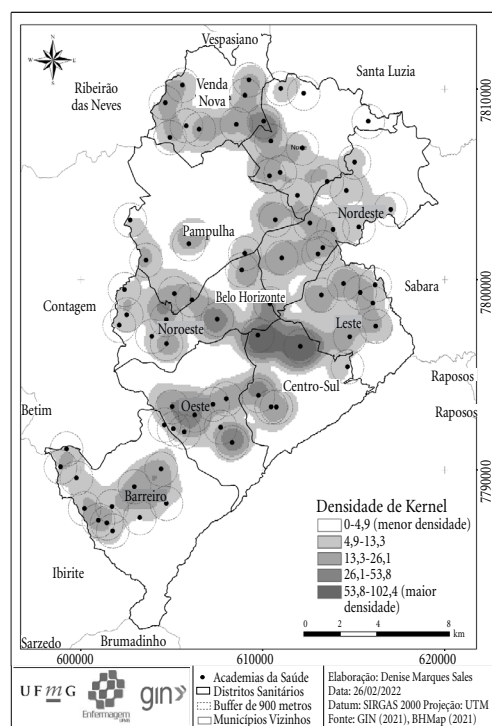 Vespasiano
Santa Luzia
Ribeirão
das Neves
Venda
Nova
7810000
Nordeste
Pampulha
7800000
Sabara
Belo Horizonte
Contagem
Noroeste
Leste
Centro-Sul
Raposos
Raposos
Betim
Oeste
7790000
Barreiro
Densidade de Kernel
0-4,9 (menor densidade)
4,9-13,3
13,3-26,1
26,1-53,8
53,8-102,4 (maior
densidade)
Ibirite
0 2 4 8
km
Sarzedo
Brumadinho
600000 610000 620000
UFmG
Enfermagem
gin
Academias da Saúde
Distritos Sanitários
Buffer de 900 metros
Municípios Vizinhos
Elaboração: Denise Marques Sales
Data: 26/02/2022
Datum: SIRGAS 2000 Projeção: UTM
Fonte: GIN (2021), BHMap (2021)